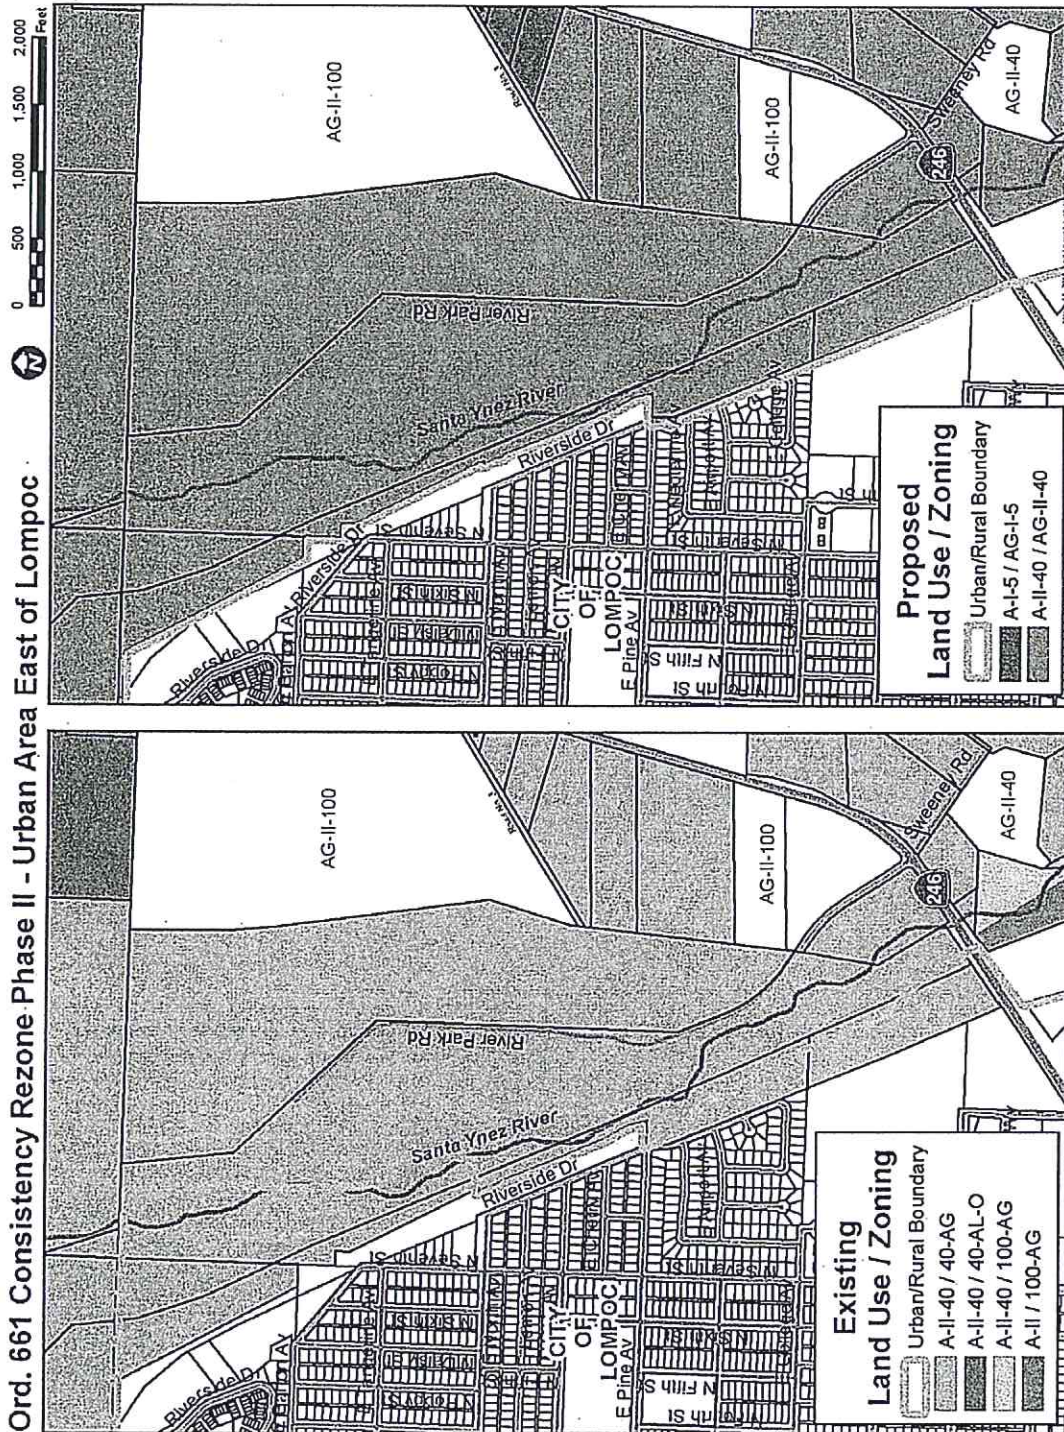 Ord. 661 Consistency Rezone-Phase II - Urban Area East of Lompoc
N
0 500 1,000 1,500 2,000
Feet
AG-II-100
AG-II-100
AG-II-40
Sweeney Rd
246
River Park Rd
Santa Ynez River
Riverside Dr
Riverside Dr
N Seventh St
CITY
OF
LOMPOC
E Pine Av
N Fifth St
Existing
Land Use / Zoning
Urban/Rural Boundary
A-II-40 / 40-AG
A-II-40 / 40-AL-O
A-II-40 / 100-AG
A-II / 100-AG
AG-II-100
AG-II-100
AG-II-40
Sweeney Rd
246
River Park Rd
Santa Ynez River
Riverside Dr
Riverside Dr
Riverside Dr
N Seventh St
N Sixth St
CITY
OF
LOMPOC
E Pine Av
N Fifth St
B
B
Proposed
Land Use / Zoning
Urban/Rural Boundary
A-I-5 / AG-I-5
A-II-40 / AG-II-40